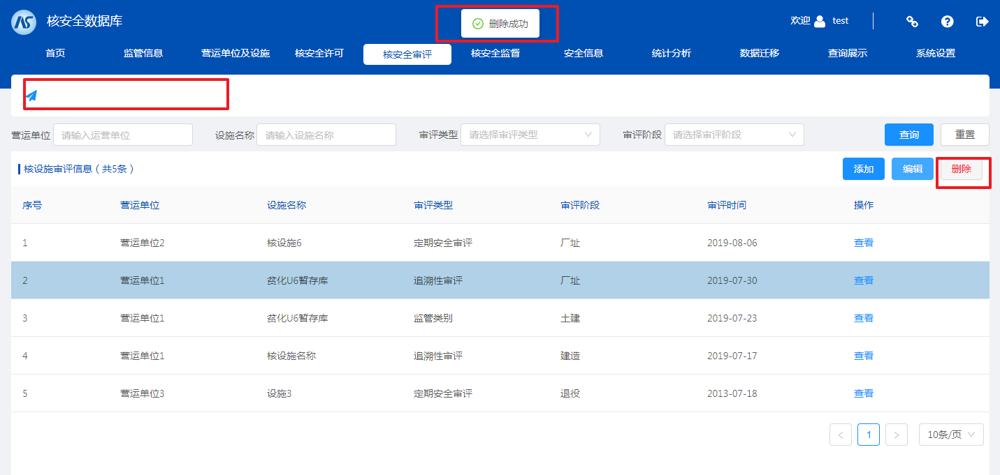 核安全数据库
删除成功
欢迎 test
首页 监管信息 营运单位及设施 核安全许可 核安全审评 核安全监督 安全信息 统计分析 数据迁移 查询展示 系统设置
营运单位 请输入运营单位 设施名称 请输入设施名称 审评类型 请选择审评类型 审评阶段 请选择审评阶段 查询 重置
核设施审评信息（共5条） 添加 编辑 删除
序号 营运单位 设施名称 审评类型 审评阶段 审评时间 操作
1 营运单位2 核设施6 定期安全审评 厂址 2019-08-06 查看
2 营运单位1 贫化U6暂存库 追溯性审评 厂址 2019-07-30 查看
3 营运单位1 贫化U6暂存库 监管类别 土建 2019-07-23 查看
4 营运单位1 核设施名称 追溯性审评 建造 2019-07-17 查看
5 营运单位3 设施3 定期安全审评 退役 2013-07-18 查看
< 1 > 10条/页